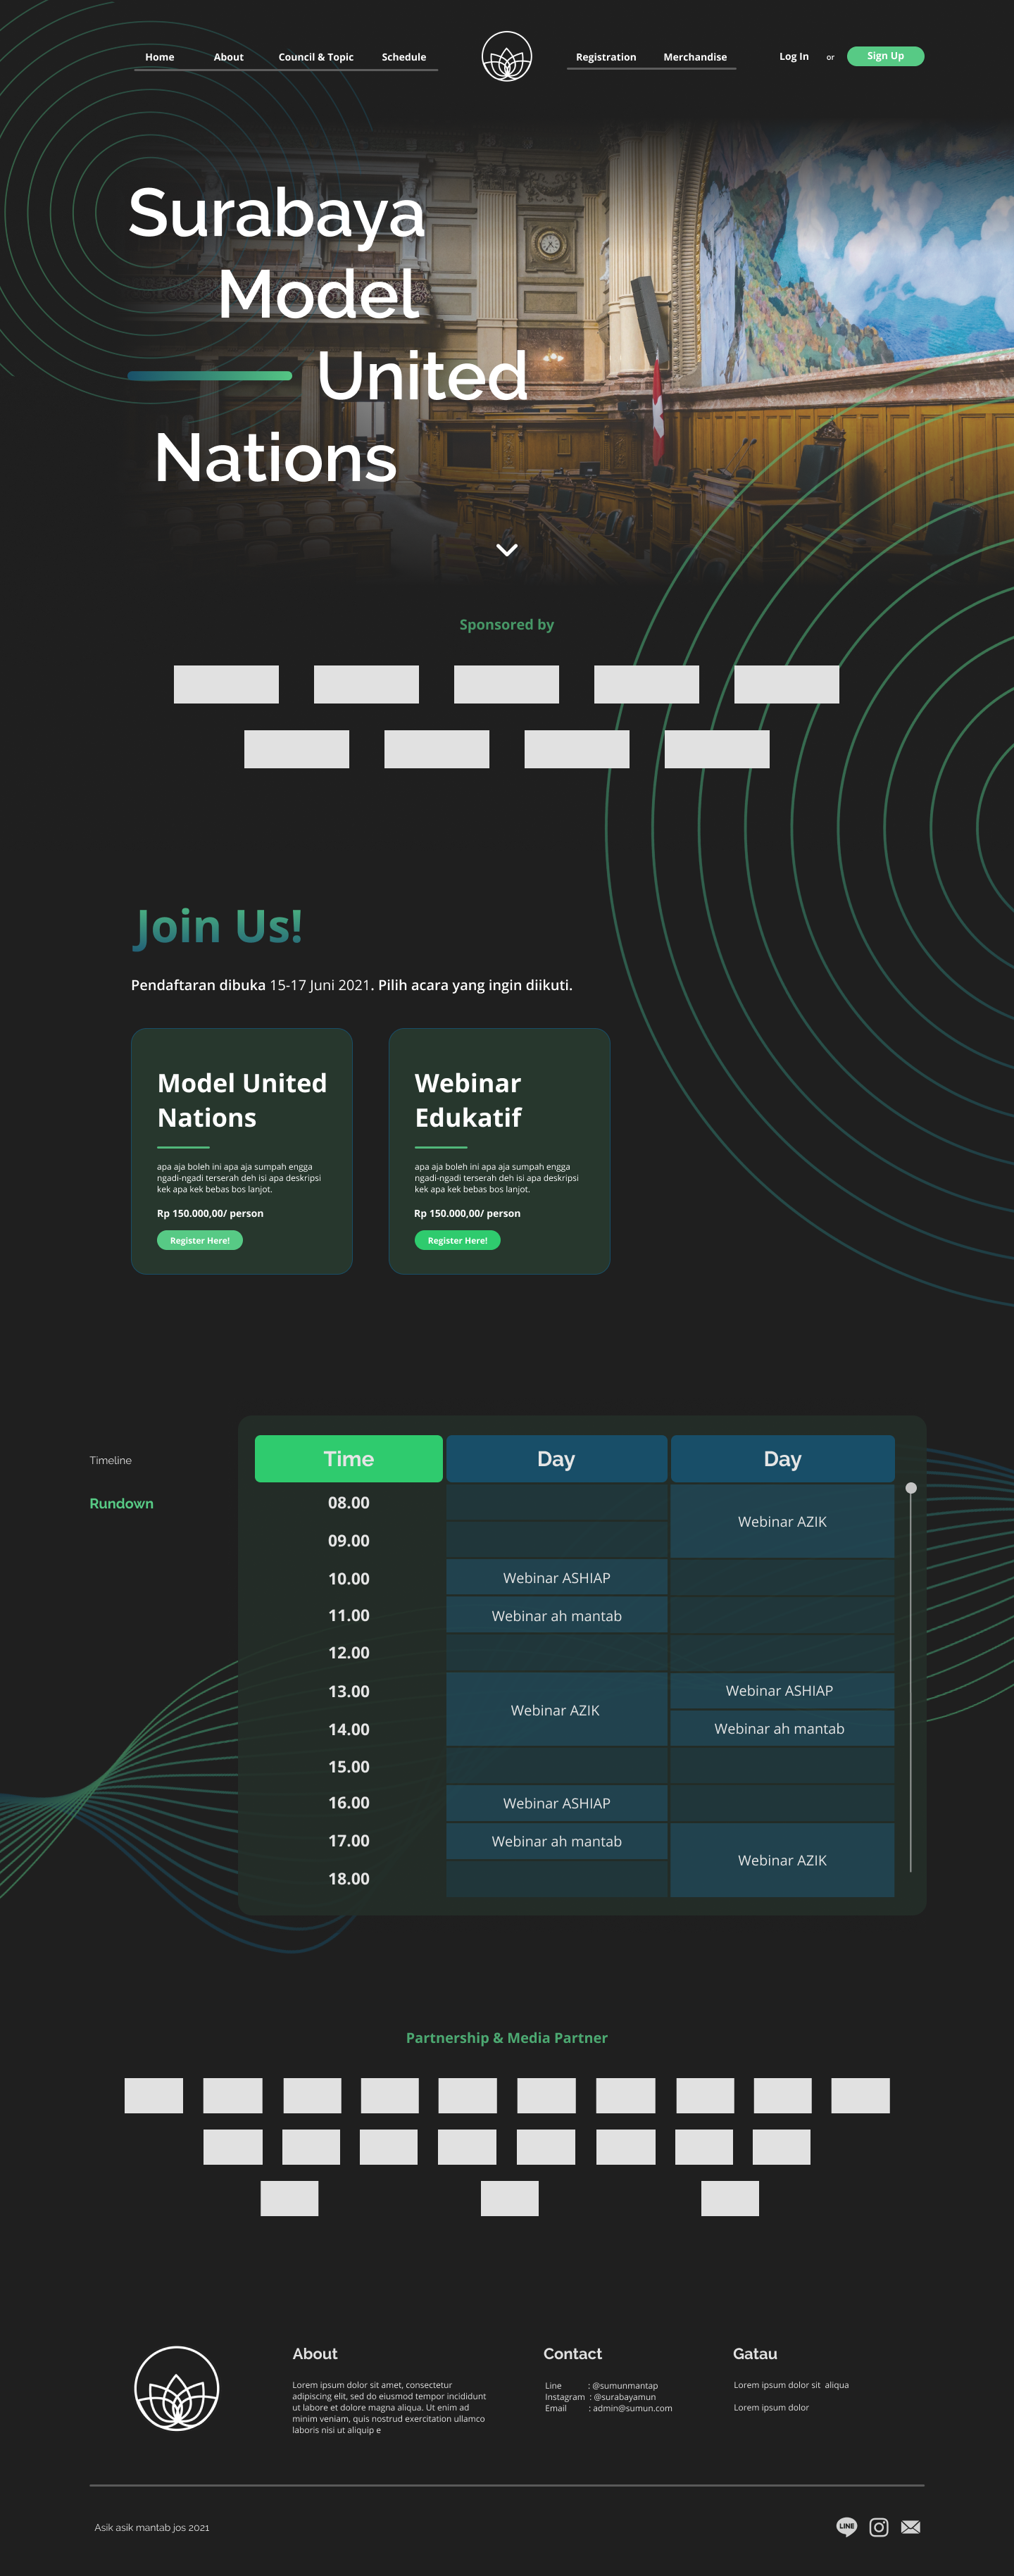 Home About Council & Topic Schedule Registration Merchandise Log In or Sign Up
Surabaya
Model
United
Nations
Sponsored by
Join Us!
Pendaftaran dibuka 15-17 Juni 2021. Pilih acara yang ingin diikuti.
Model United
Nations
apa aja boleh ini apa aja sumpah engga
ngadi-ngadi terserah deh isi apa deskripsi
kek apa kek bebas bos lanjot.
Rp 150.000,00/ person
Register Here!
Webinar
Edukatif
apa aja boleh ini apa aja sumpah engga
ngadi-ngadi terserah deh isi apa deskripsi
kek apa kek bebas bos lanjot.
Rp 150.000,00/ person
Register Here!
Timeline
Rundown
Time Day Day
08.00
Webinar AZIK
09.00
10.00 Webinar ASHIAP
11.00 Webinar ah mantab
12.00
13.00 Webinar ASHIAP
Webinar AZIK
14.00 Webinar ah mantab
15.00
16.00 Webinar ASHIAP
17.00 Webinar ah mantab
Webinar AZIK
18.00
Partnership & Media Partner
About
Lorem ipsum dolor sit amet, consectetur
adipiscing elit, sed do eiusmod tempor incididunt
ut labore et dolore magna aliqua. Ut enim ad
minim veniam, quis nostrud exercitation ullamco
laboris nisi ut aliquip e
Contact
Line : @sumunmantap
Instagram : @surabayamun
Email : admin@sumun.com
Gatau
Lorem ipsum dolor sit aliqua
Lorem ipsum dolor
Asik asik mantab jos 2021
LINE